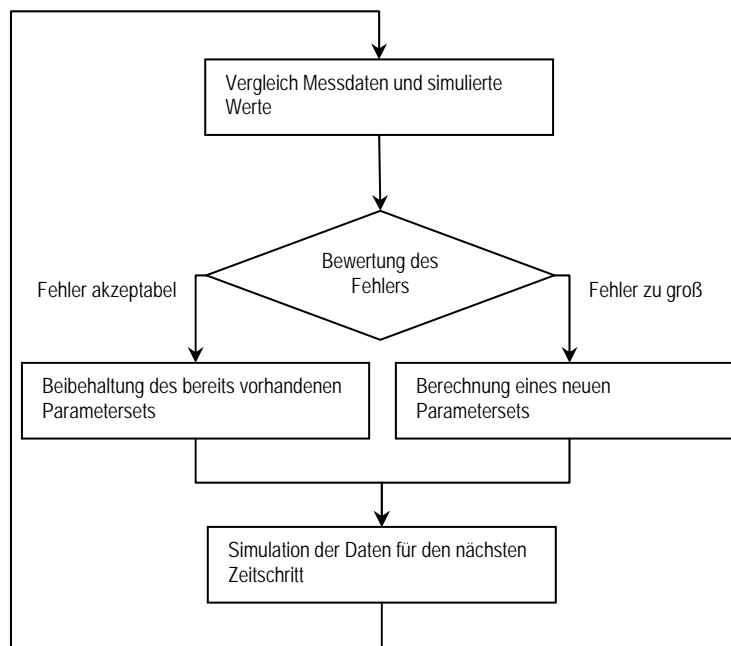 Vergleich Messdaten und simulierte
Werte
Bewertung des
Fehlers
Fehler akzeptabel
Fehler zu groß
Beibehaltung des bereits vorhandenen
Parametersets
Berechnung eines neuen
Parametersets
Simulation der Daten für den nächsten
Zeitschritt